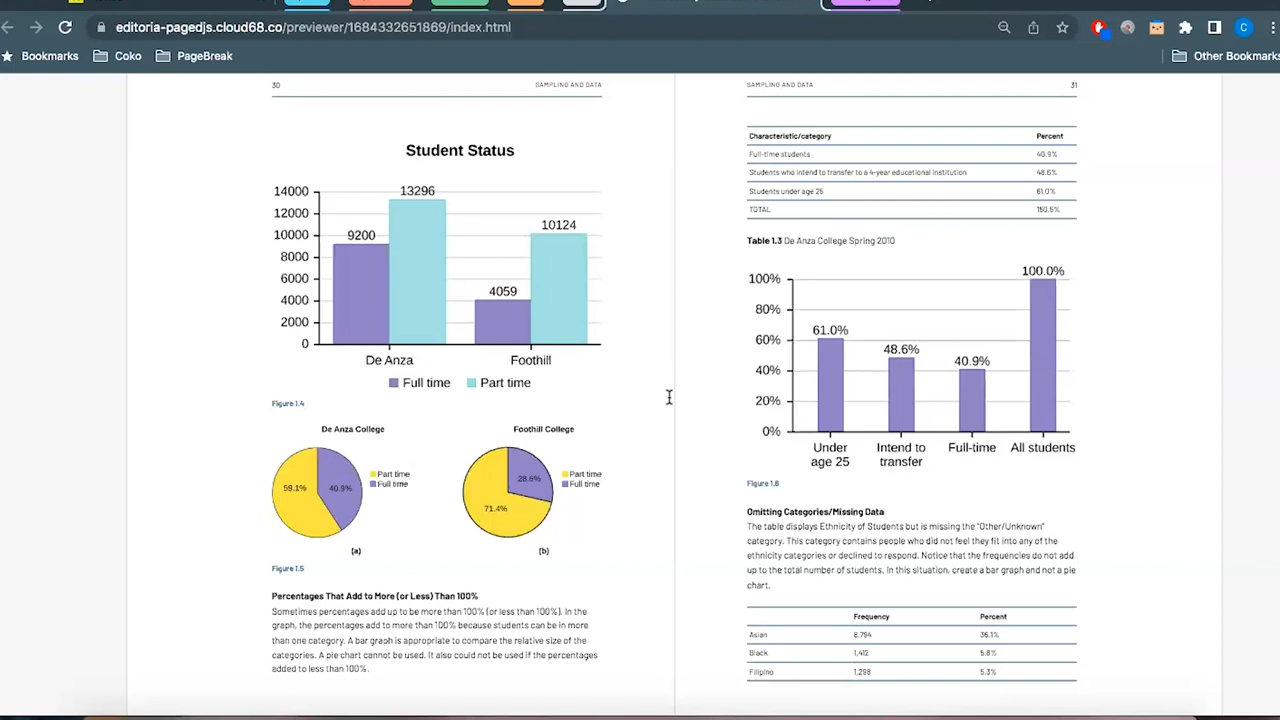 editoria-pagedjs.cloud68.co/previewer/1684332651869/index.html
C
Bookmarks
Coko
PageBreak
Other Bookmarks
30
SAMPLING AND DATA
Student Status
14000
12000
10000
8000
6000
4000
2000
0
9200
13296
4059
10124
De Anza
Foothill
Full time
Part time
Figure 1.4
De Anza College
Foothill College
59.1%
40.9%
Part time
Full time
71.4%
28.6%
Part time
Full time
(a)
(b)
Figure 1.5
Percentages That Add to More (or Less) Than 100%
Sometimes percentages add up to be more than 100% (or less than 100%). In the
graph, the percentages add to more than 100% because students can be in more
than one category. A bar graph is appropriate to compare the relative size of the
categories. A pie chart cannot be used. It also could not be used if the percentages
added to less than 100%.
SAMPLING AND DATA
31
Characteristic/category Percent
Full-time students 40.9%
Students who intend to transfer to a 4-year educational institution 48.6%
Students under age 25 61.0%
TOTAL 150.5%
Table 1.3 De Anza College Spring 2010
100%
80%
60%
40%
20%
0%
61.0%
48.6%
40.9%
100.0%
Under
age 25
Intend to
transfer
Full-time
All students
Figure 1.6
Omitting Categories/Missing Data
The table displays Ethnicity of Students but is missing the "Other/Unknown"
category. This category contains people who did not feel they fit into any of the
ethnicity categories or declined to respond. Notice that the frequencies do not add
up to the total number of students. In this situation, create a bar graph and not a pie
chart.
Frequency Percent
Asian 8,794 36.1%
Black 1,412 5.8%
Filipino 1,298 5.3%